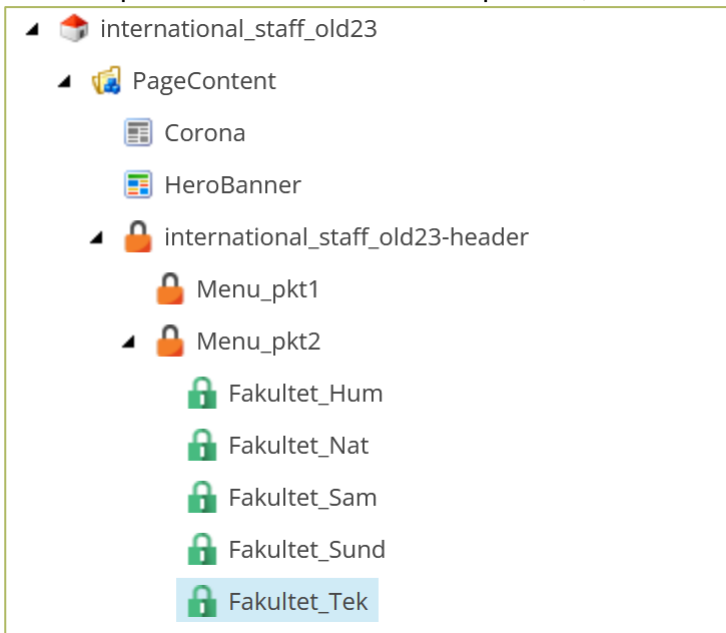 international_staff_old23
PageContent
Corona
HeroBanner
international_staff_old23-header
Menu_pkt1
Menu_pkt2
Fakultet_Hum
Fakultet_Nat
Fakultet_Sam
Fakultet_Sund
Fakultet_Tek